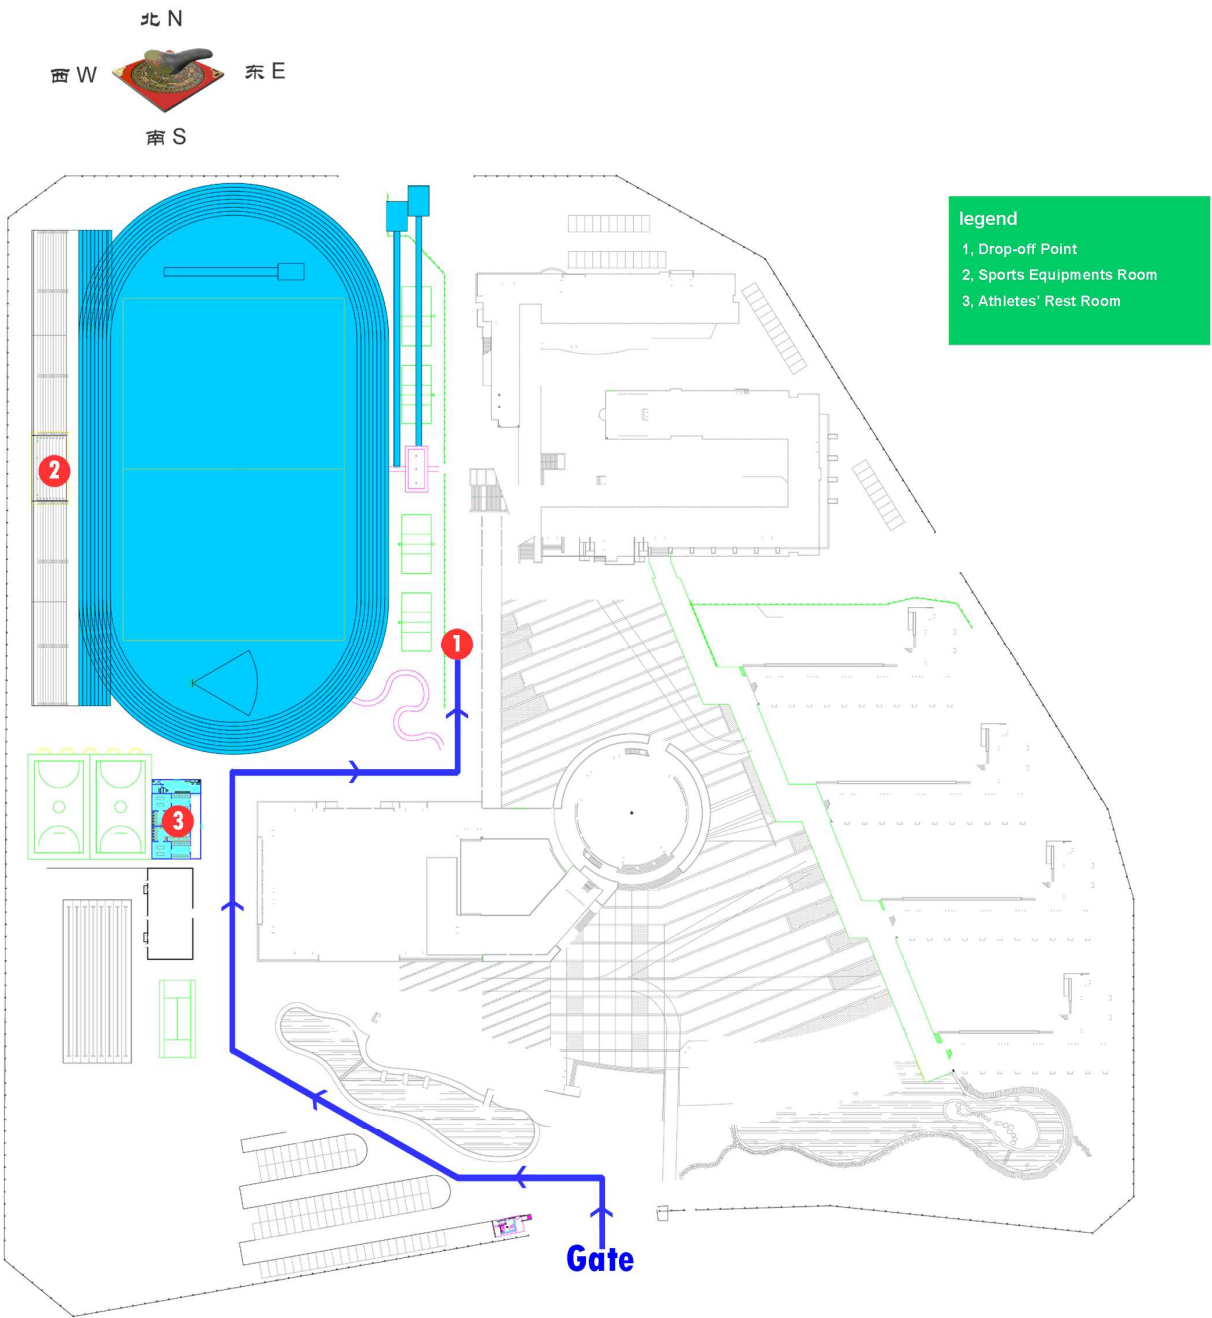 北 N
西 W
东 E
南 S
legend
1, Drop-off Point
2, Sports Equipments Room
3, Athletes' Rest Room
2
1
3
Gate